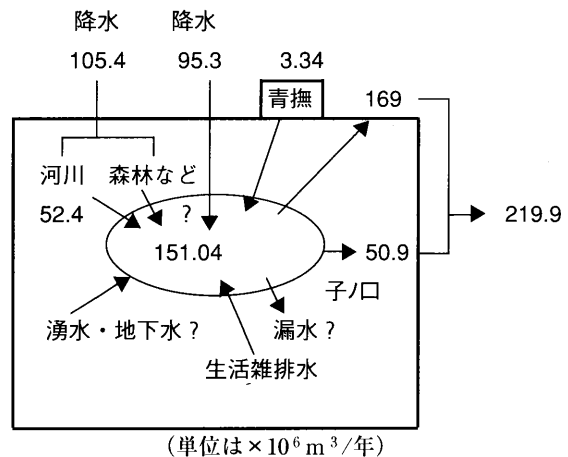 降水 降水
105.4 95.3 3.34
青撫 169
河川 森林など
52.4 ? 219.9
151.04 50.9
子ノ口
湧水・地下水? 漏水?
生活雑排水
(単位は×10⁶m³/年)